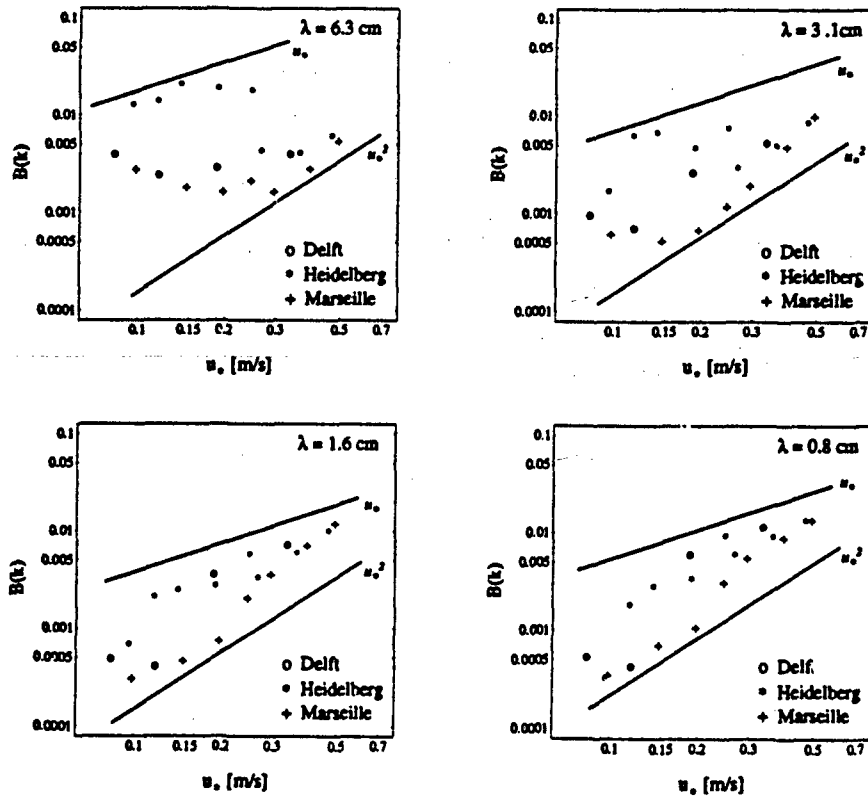 λ = 6.3 cm
0.1
0.05
0.01
0.005
0.001
0.0005
0.0001
B(k)
u∘
u∘²
o Delft
• Heidelberg
+ Marseille
0.1 0.15 0.2 0.3 0.5 0.7
u∘ [m/s]
λ = 3 .1cm
0.1
0.05
0.01
0.005
0.001
0.0005
0.0001
B(k)
u∘
u∘²
o Delft
• Heidelberg
+ Marseille
0.1 0.15 0.2 0.3 0.5 0.7
u∘ [m/s]
λ = 1.6 cm
0.1
0.05
0.01
0.005
0.001
0.0005
0.0001
B(k)
u∘
u∘²
o Delft
• Heidelberg
+ Marseille
0.1 0.15 0.2 0.3 0.5 0.7
u∘ [m/s]
λ = 0.8 cm
0.1
0.05
0.01
0.005
0.001
0.0005
0.0001
B(k)
u∘
u∘²
o Delf.
• Heidelberg
+ Marseille
0.1 0.15 0.2 0.3 0.5 0.7
u∘ [m/s]